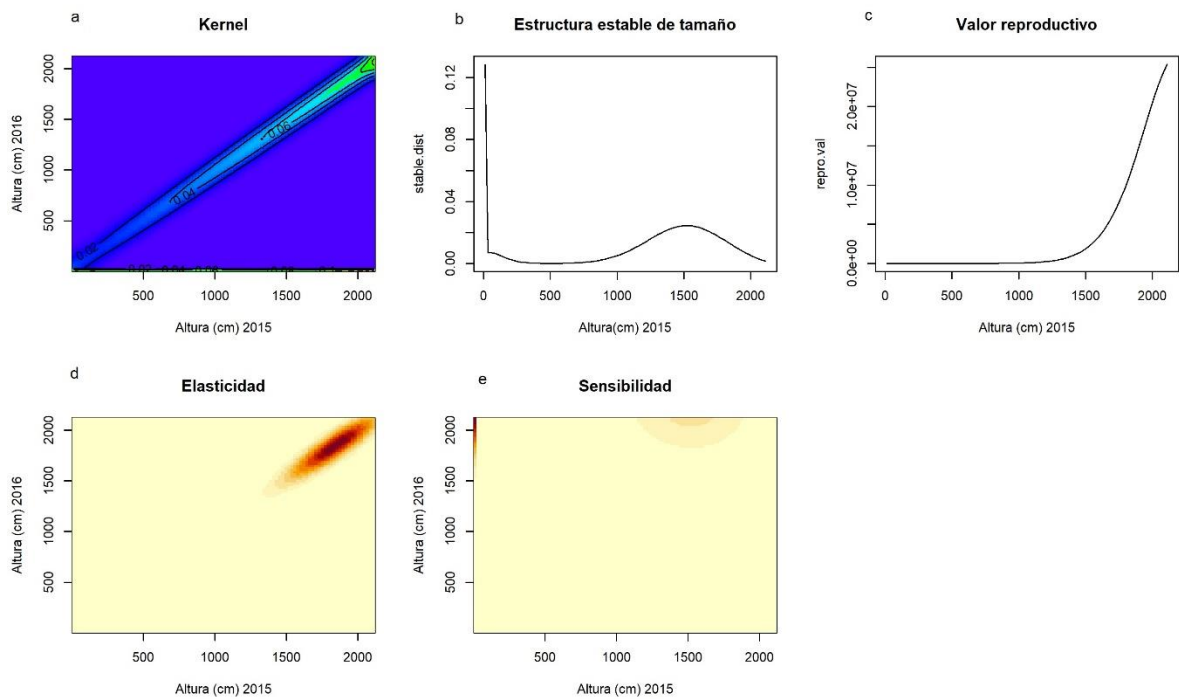 a
Kernel
Altura (cm) 2016
2000
1500
1000
500
0.02
0.04
0.06
500
1000
1500
2000
Altura (cm) 2015
b
Estructura estable de tamaño
stable.dist
0.12
0.08
0.04
0.00
0
500
1000
1500
2000
Altura(cm) 2015
c
Valor reproductivo
repro.val
2.0e+07
1.0e+07
0.0e+00
0
500
1000
1500
2000
Altura (cm) 2015
d
Elasticidad
Altura (cm) 2016
2000
1500
1000
500
500
1000
1500
2000
Altura (cm) 2015
e
Sensibilidad
Altura (cm) 2016
2000
1500
1000
500
500
1000
1500
2000
Altura (cm) 2015